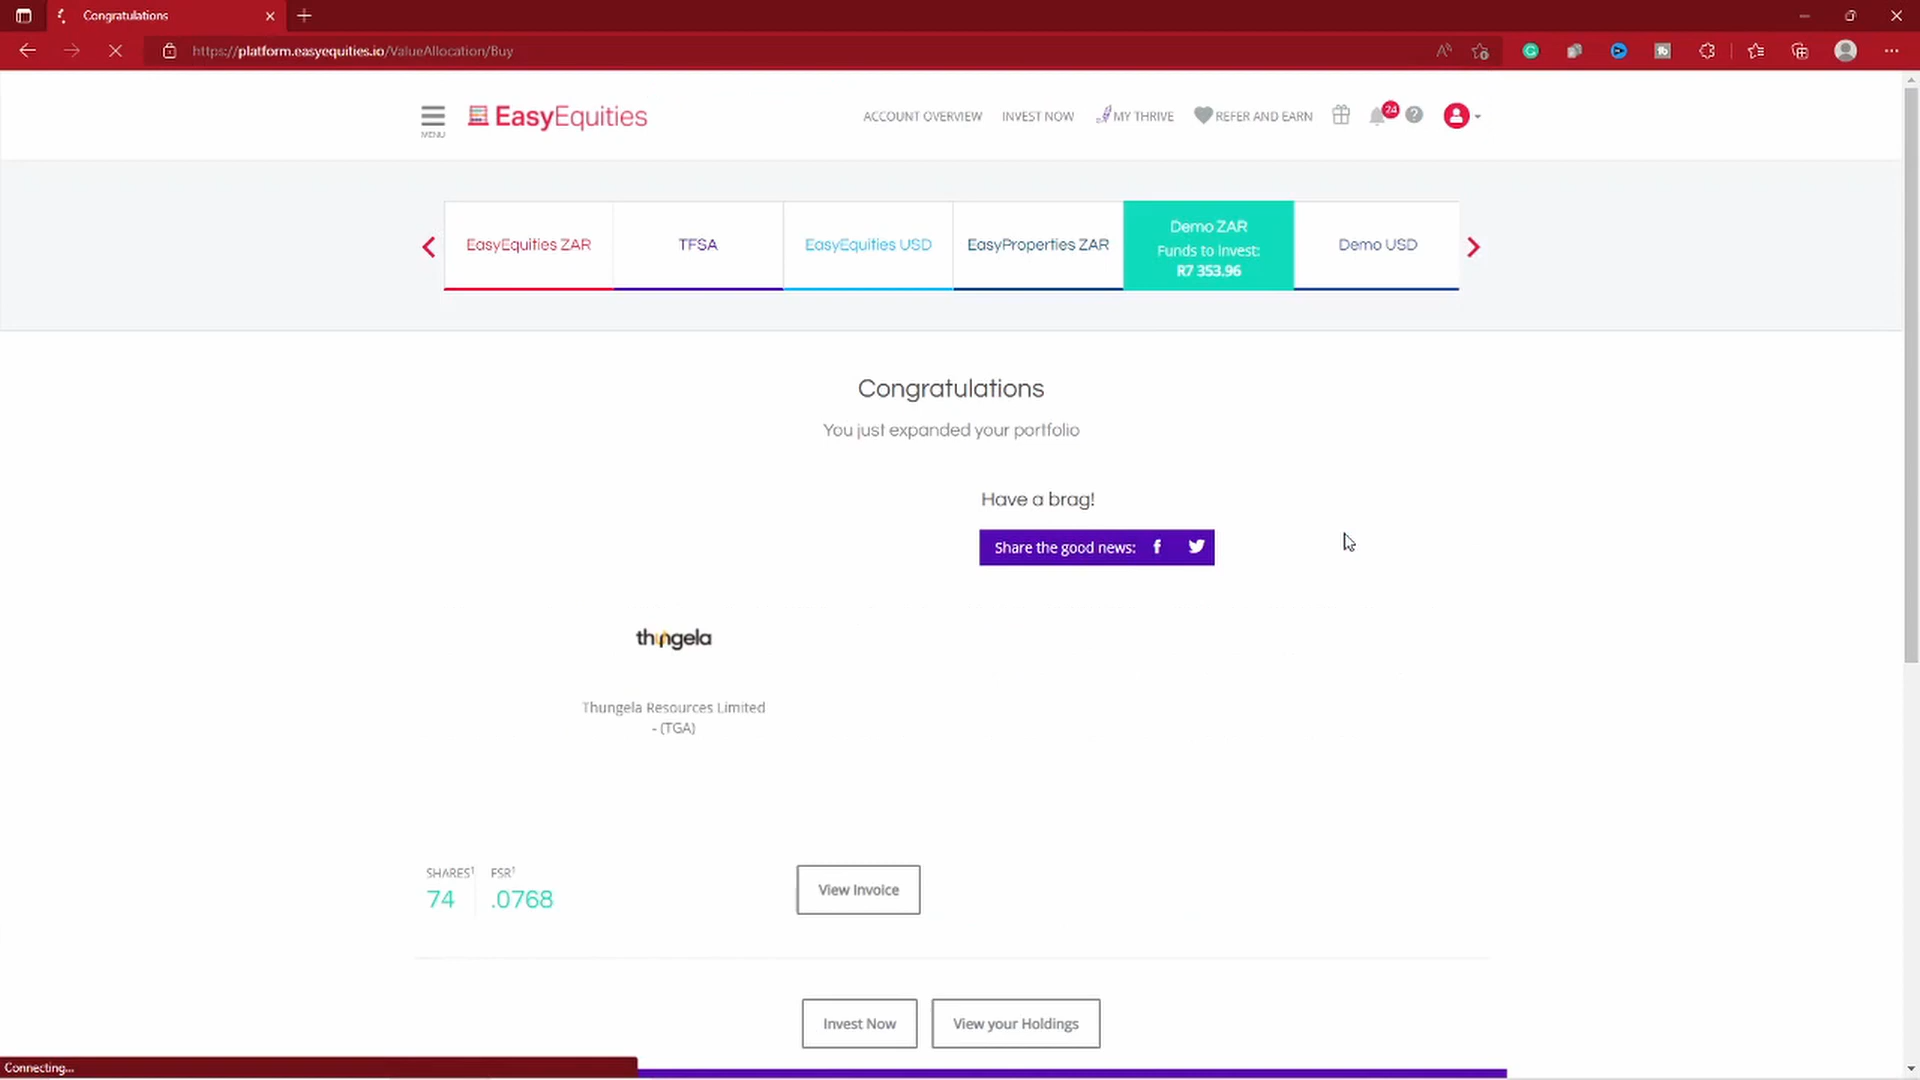 Congratulations
https://platform.easyequities.io/ValueAllocation/Buy
MENU
EasyEquities
ACCOUNT OVERVIEW
INVEST NOW
MY THRIVE
REFER AND EARN
24
EasyEquities ZAR
TFSA
EasyEquities USD
EasyProperties ZAR
Demo ZAR
Funds to Invest:
R7 353.96
Demo USD
Congratulations
You just expanded your portfolio
Have a brag!
Share the good news:
thungela
Thungela Resources Limited
- (TGA)
SHARES¹
FSR¹
74
.0768
View Invoice
Invest Now
View your Holdings
Connecting...